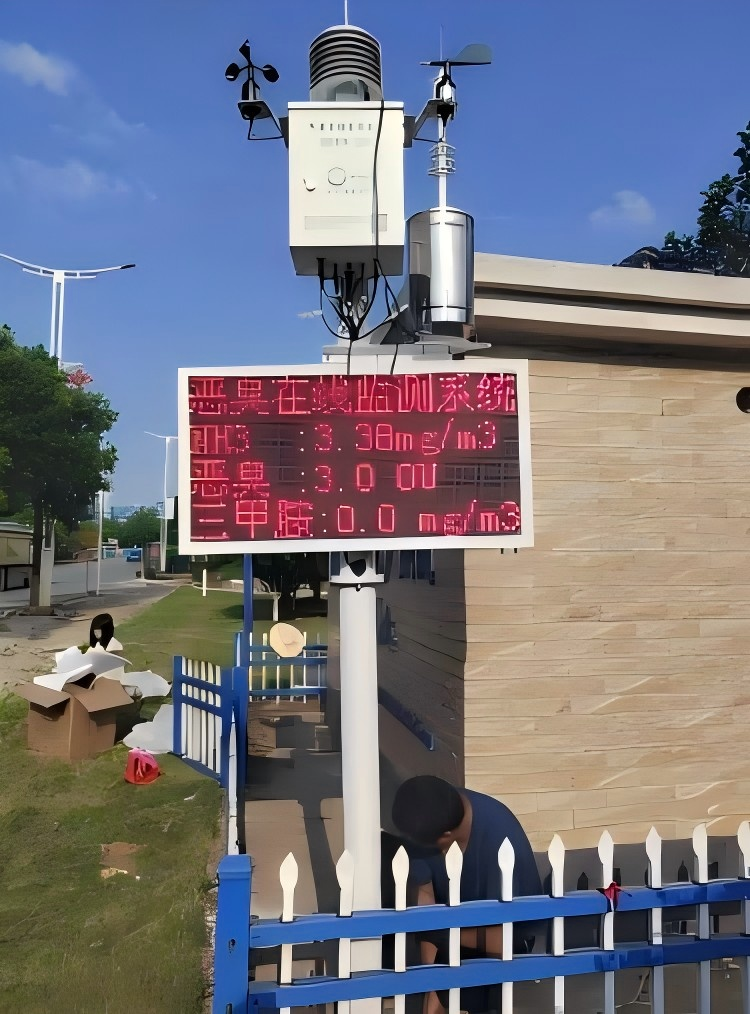 恶臭在线监测系统
NH3 :3.38mg/m3
恶臭 :3.0 OU
三甲胺:0.0 mg/m3